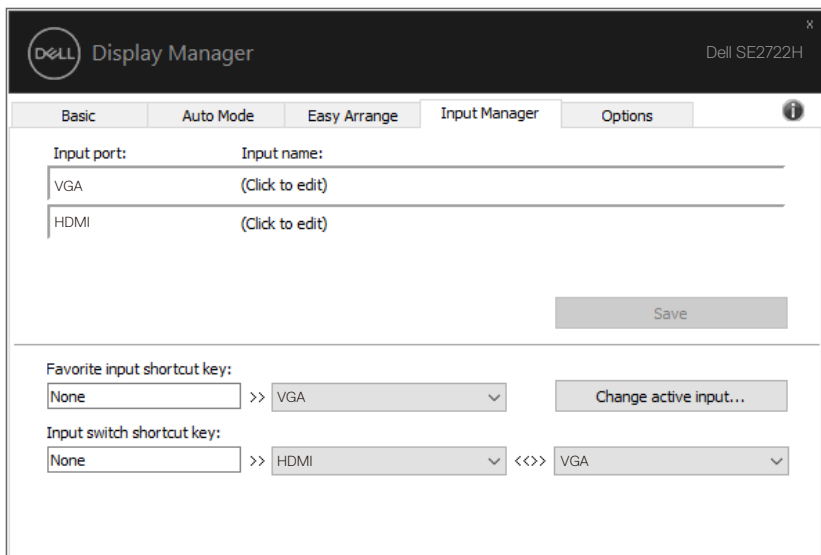 x
DELL Display Manager Dell SE2722H
Basic Auto Mode Easy Arrange Input Manager Options i
Input port: Input name:
VGA (Click to edit)
HDMI (Click to edit)
Save
Favorite input shortcut key:
None >> VGA Change active input...
Input switch shortcut key:
None >> HDMI <<>> VGA